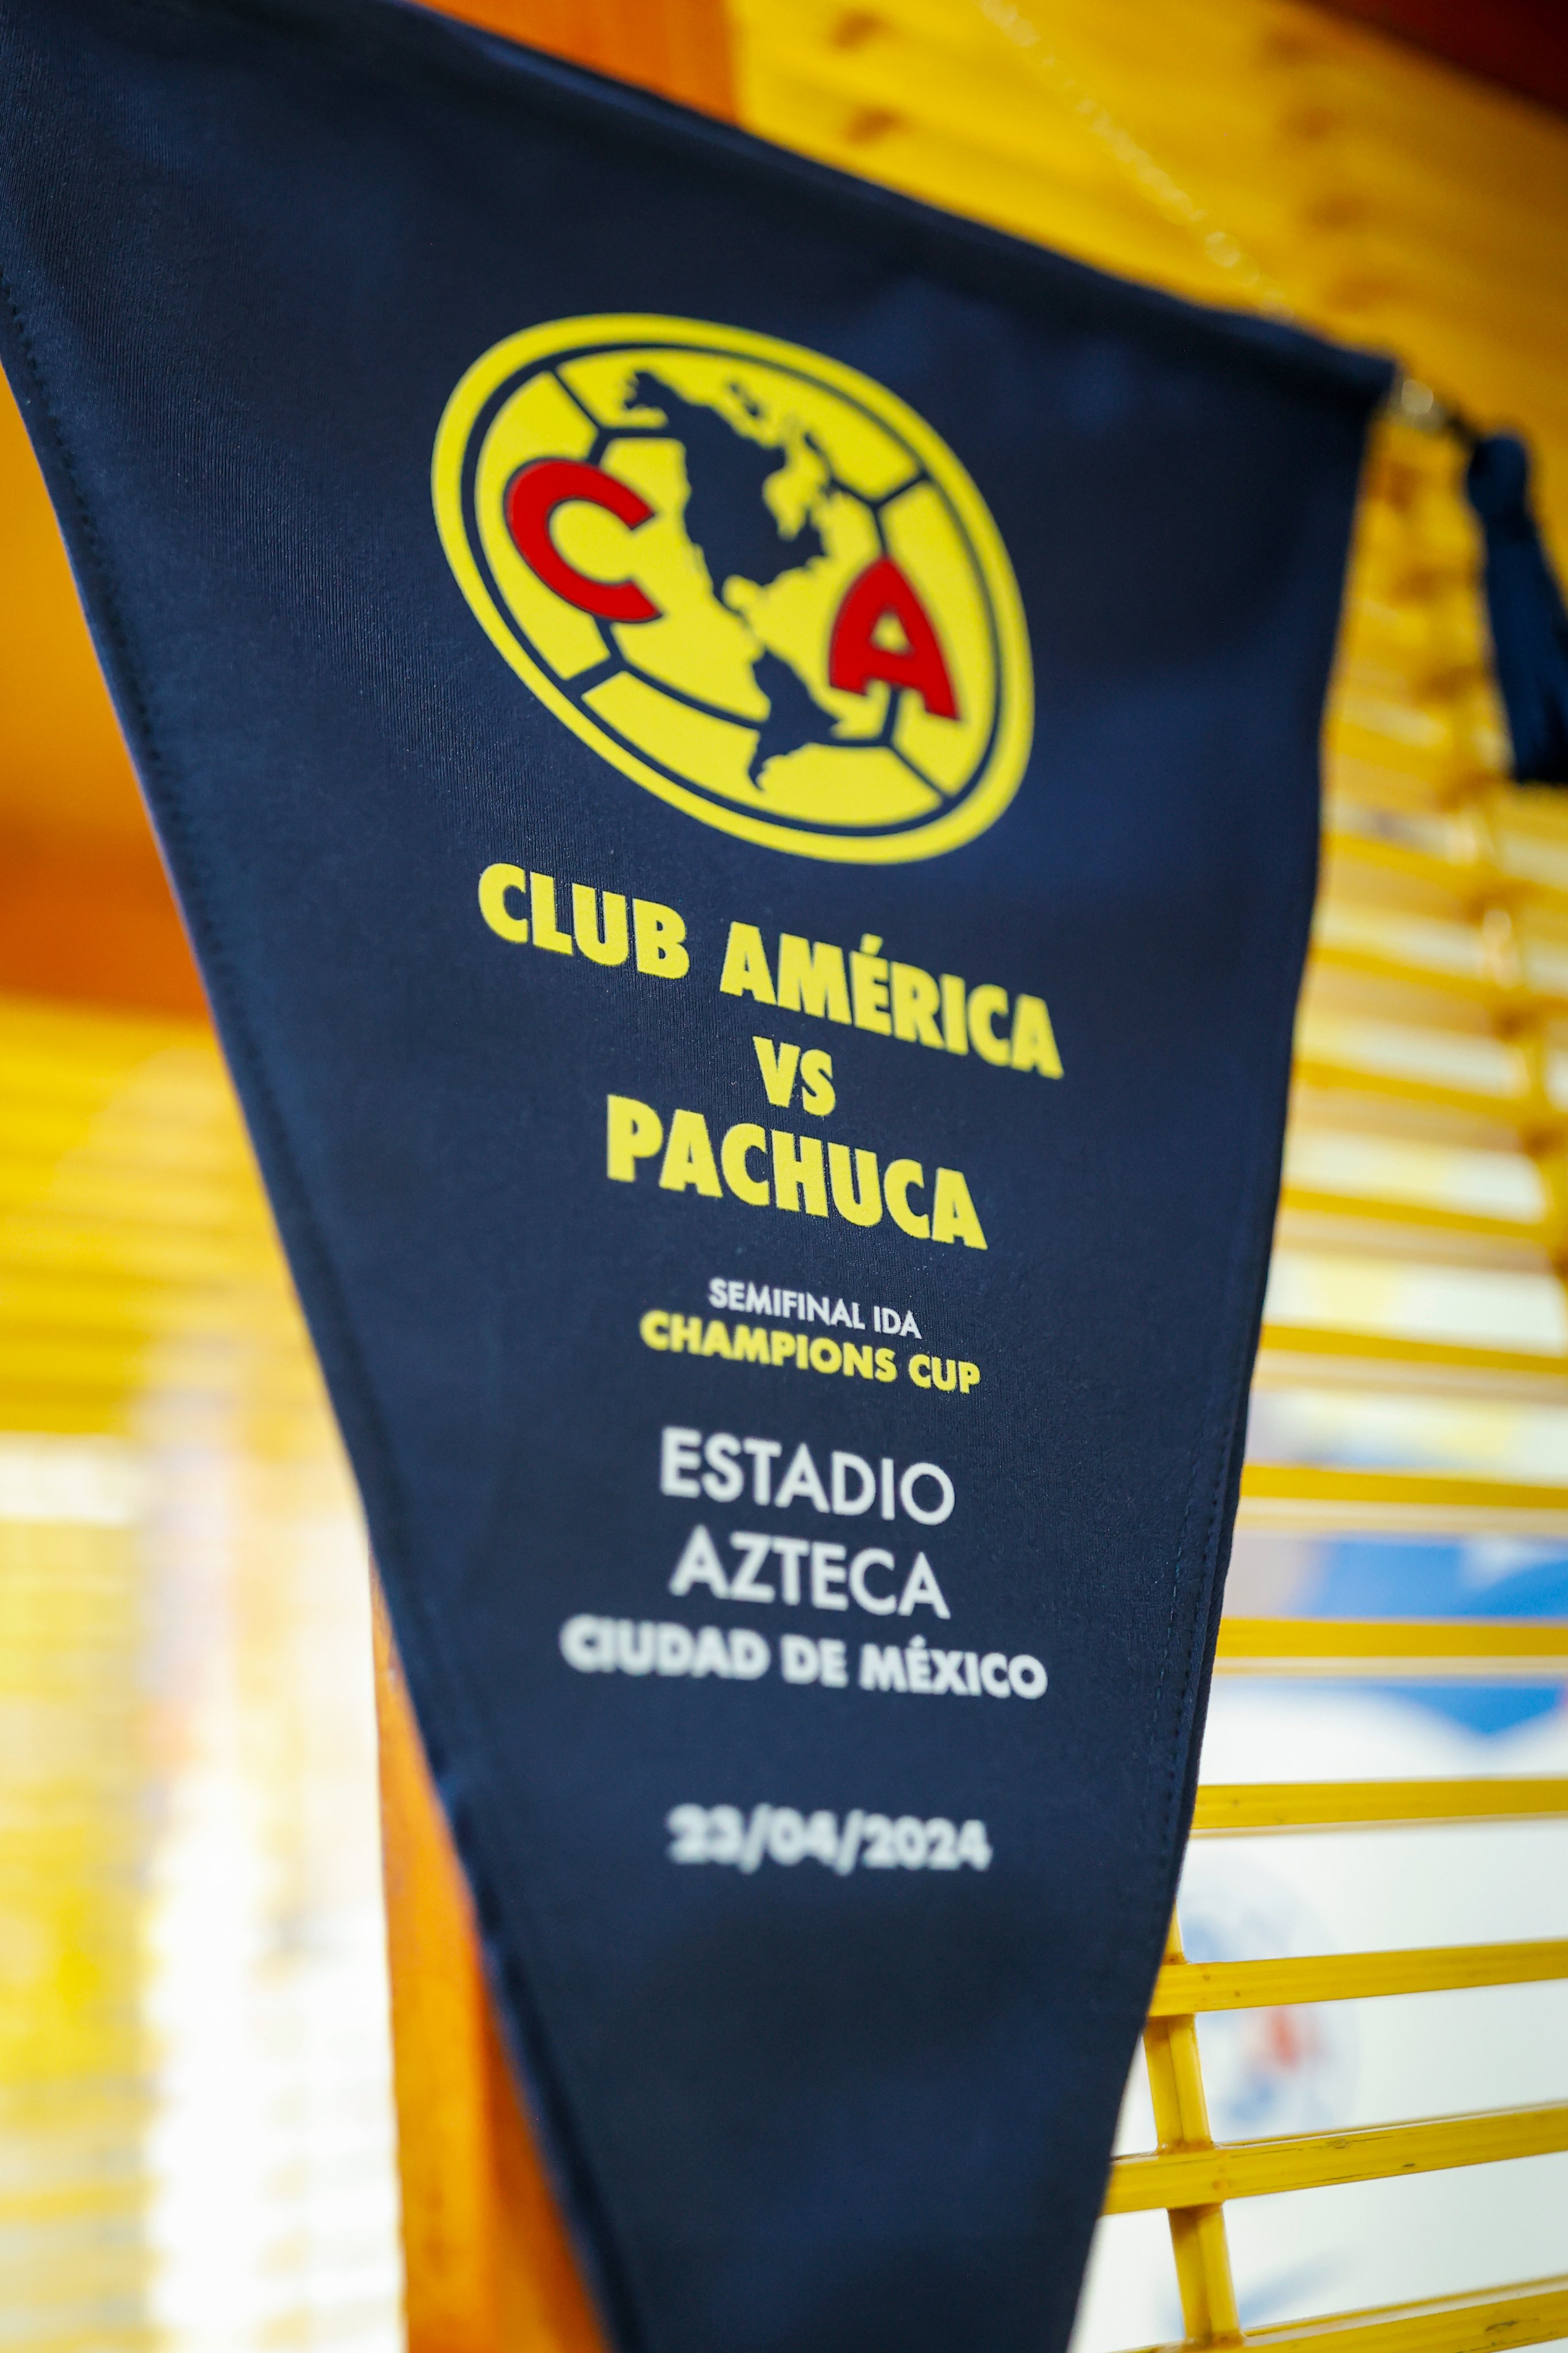 CA
CLUB AMÉRICA
VS
PACHUCA
SEMIFINAL IDA
CHAMPIONS CUP
ESTADIO
AZTECA
CIUDAD DE MÉXICO
23/04/2024